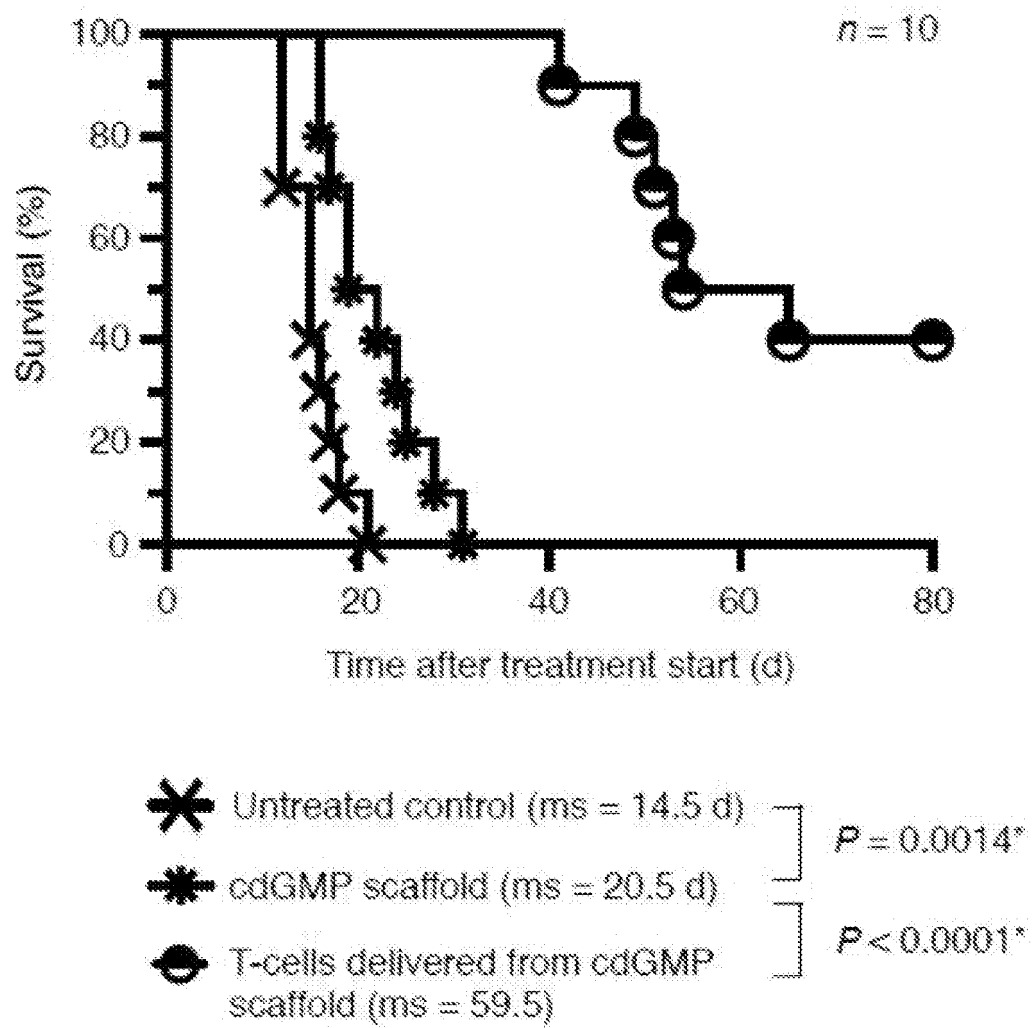 n = 10
Survival (%)
100
80
60
40
20
0
0 20 40 60 80
Time after treatment start (d)
Untreated control (ms = 14.5 d)
P = 0.0014*
cdGMP scaffold (ms = 20.5 d)
P < 0.0001*
T-cells delivered from cdGMP
scaffold (ms = 59.5)